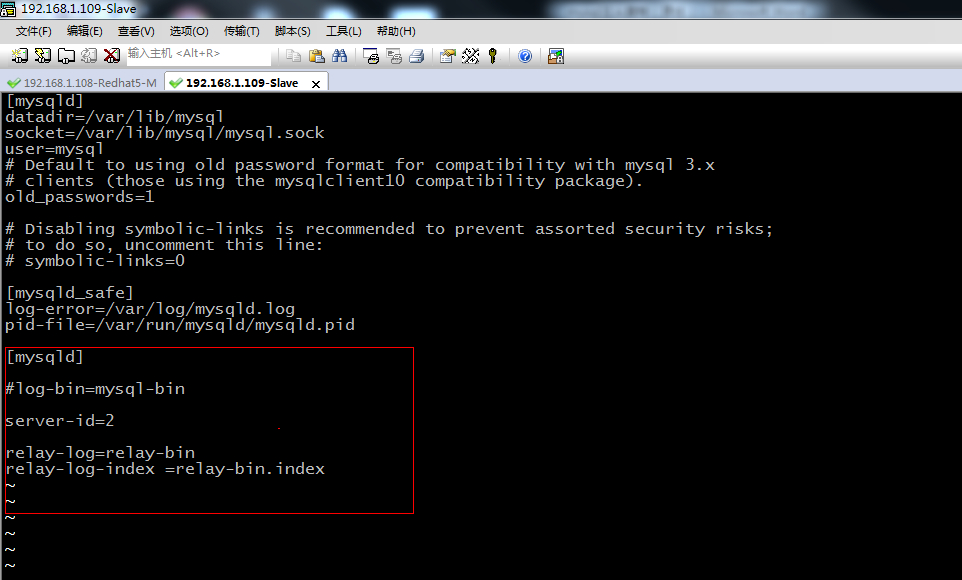 192.168.1.109-Slave
文件(F) 编辑(E) 查看(V) 选项(O) 传输(T) 脚本(S) 工具(L) 帮助(H)
输入主机 <Alt+R>
192.168.1.108-Redhat5-M 192.168.1.109-Slave x
[mysqld]
datadir=/var/lib/mysql
socket=/var/lib/mysql/mysql.sock
user=mysql
# Default to using old password format for compatibility with mysql 3.x
# clients (those using the mysqlclient10 compatibility package).
old_passwords=1
# Disabling symbolic-links is recommended to prevent assorted security risks;
# to do so, uncomment this line:
# symbolic-links=0
[mysqld_safe]
log-error=/var/log/mysqld.log
pid-file=/var/run/mysqld/mysqld.pid
[mysqld]
#log-bin=mysql-bin
server-id=2
relay-log=relay-bin
relay-log-index =relay-bin.index
~
~
~
~
~
~